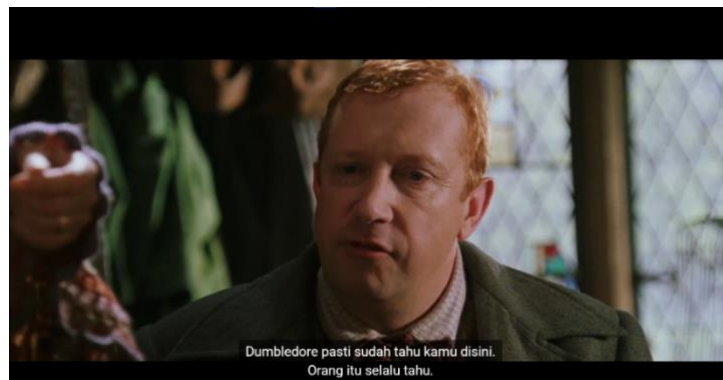 Dumbledore pasti sudah tahu kamu disini.
Orang itu selalu tahu.